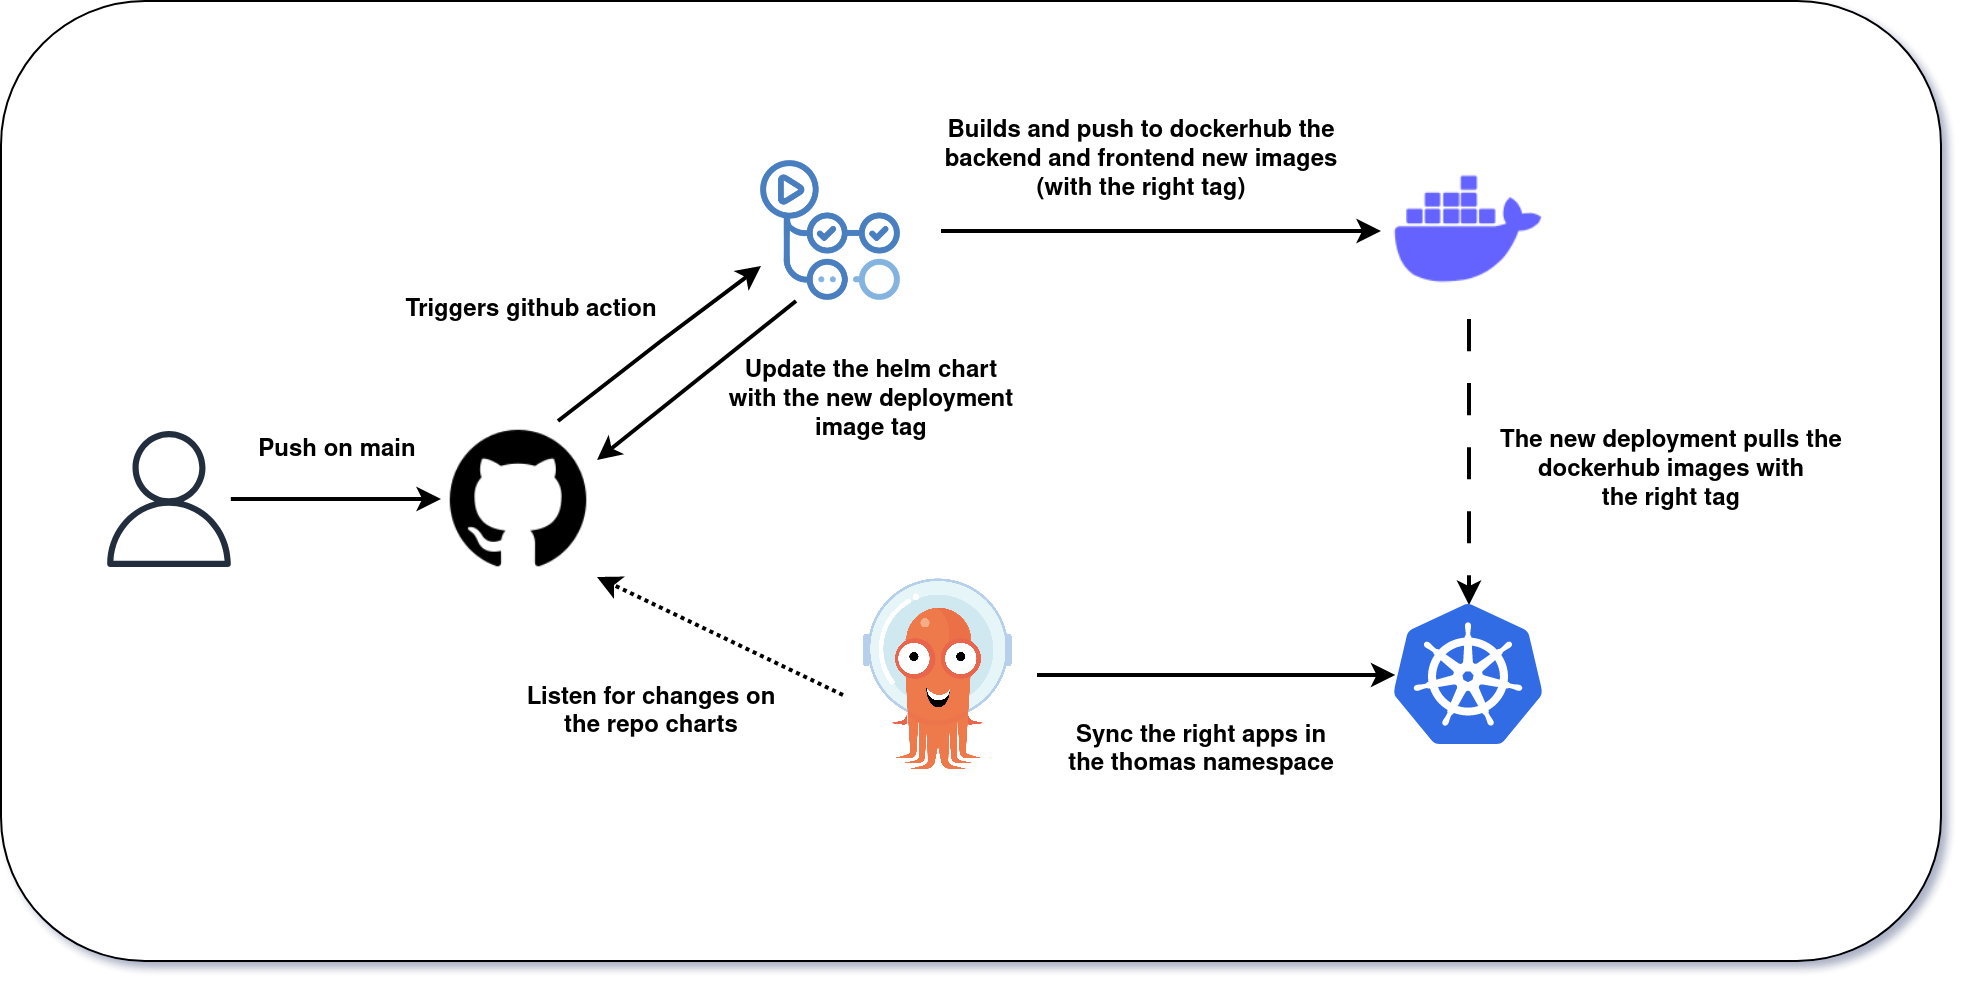 Builds and push to dockerhub the
backend and frontend new images
(with the right tag)
Triggers github action
Update the helm chart
with the new deployment
image tag
Push on main
The new deployment pulls the
dockerhub images with
the right tag
Listen for changes on
the repo charts
Sync the right apps in
the thomas namespace